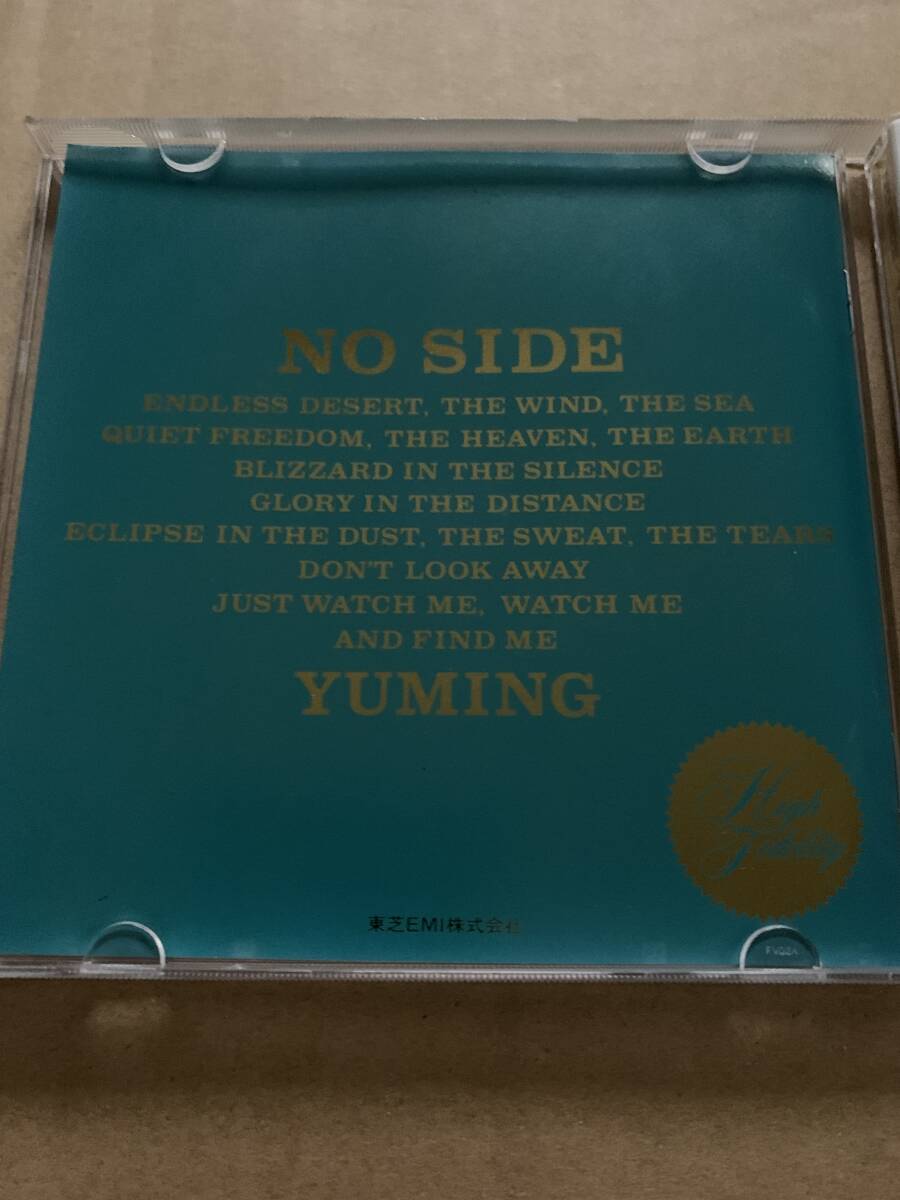 NO SIDE
ENDLESS DESERT, THE WIND, THE SEA
QUIET FREEDOM, THE HEAVEN, THE EARTH
BLIZZARD IN THE SILENCE
GLORY IN THE DISTANCE
ECLIPSE IN THE DUST, THE SWEAT, THE TEARS
DON'T LOOK AWAY
JUST WATCH ME, WATCH ME
AND FIND ME
YUMING
High
Fidelity
東芝EMI株式会社